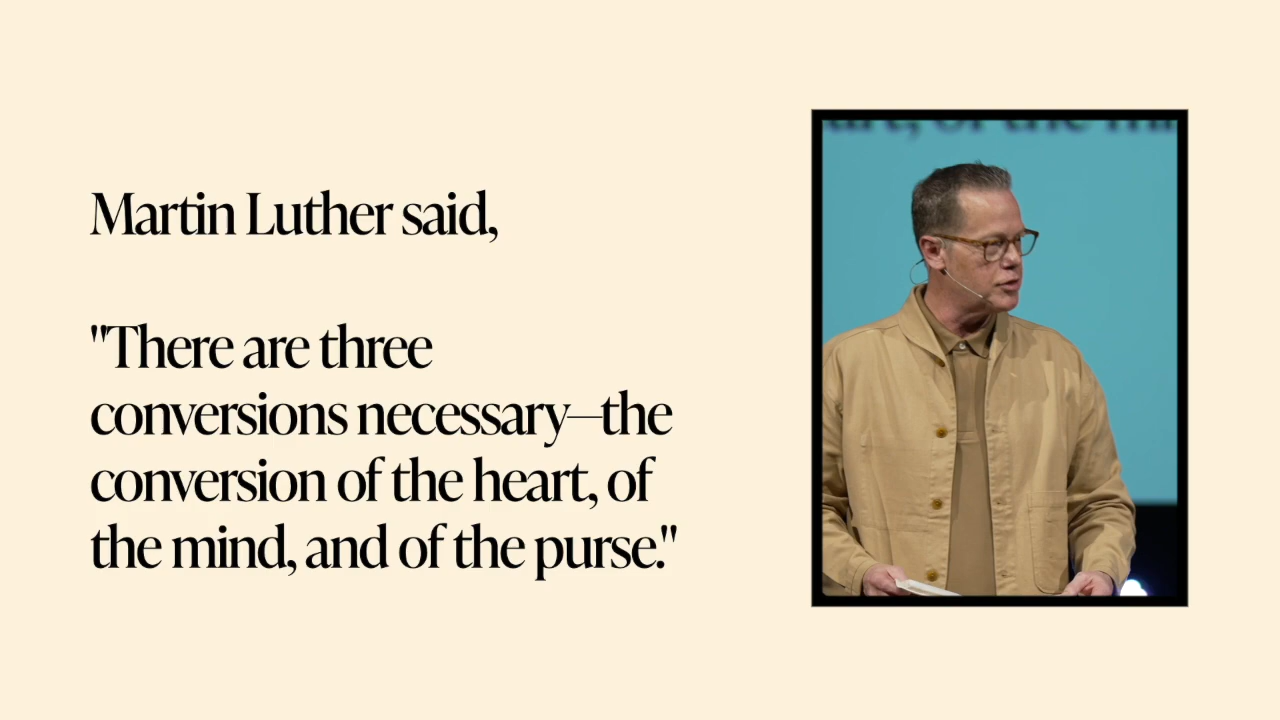 Martin Luther said,
"There are three
conversions necessary—the
conversion of the heart, of
the mind, and of the purse."